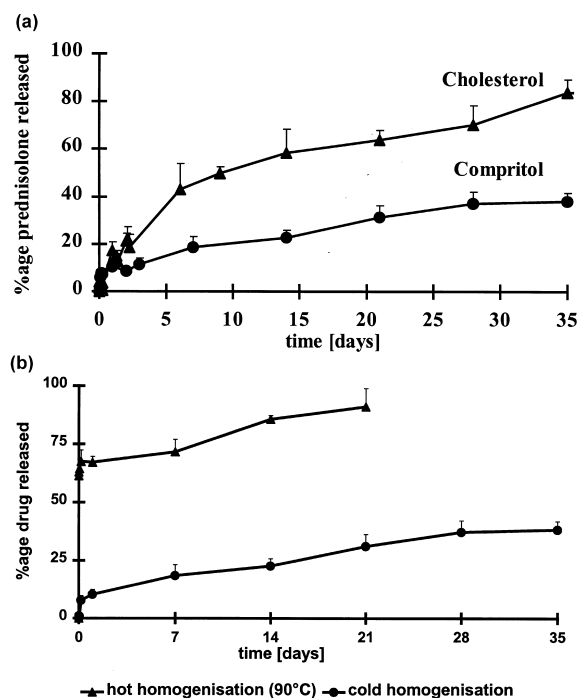 (a)
%age prednisolone released
100
80
60
40
20
0
Cholesterol
Compritol
0 5 10 15 20 25 30 35
time [days]
(b)
%age drug released
100
75
50
25
0
0 7 14 21 28 35
time [days]
hot homogenisation (90°C) cold homogenisation